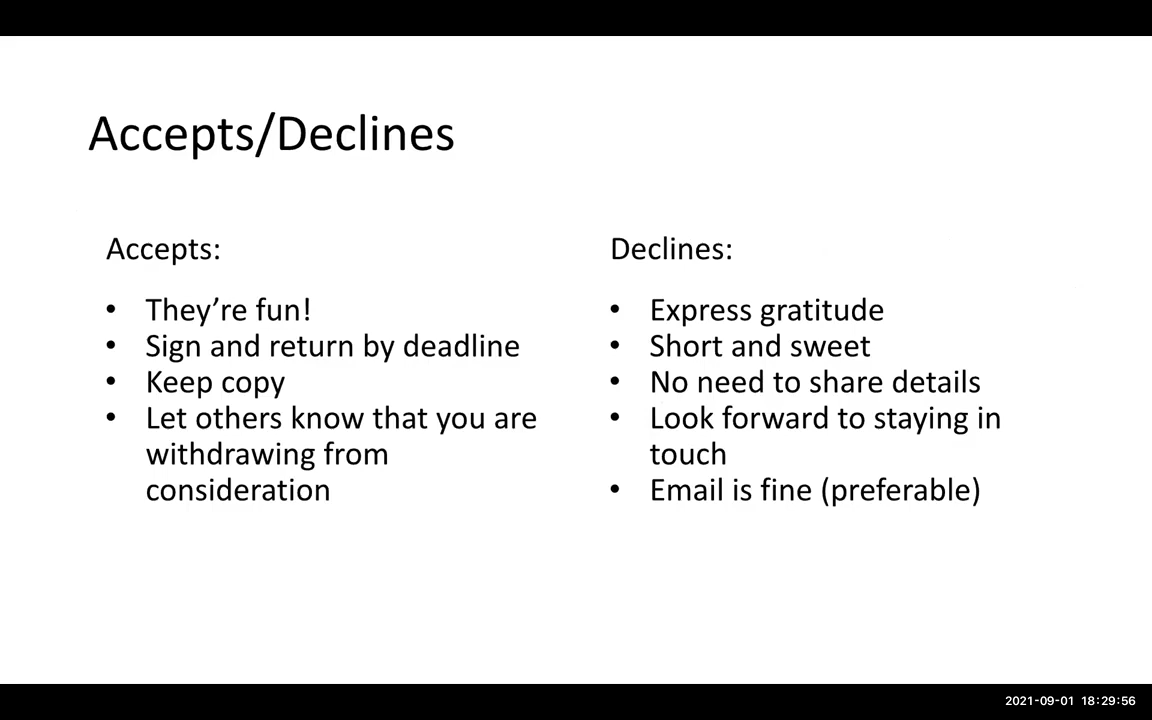 Accepts/Declines
Accepts:
• They’re fun!
• Sign and return by deadline
• Keep copy
• Let others know that you are
withdrawing from
consideration
Declines:
• Express gratitude
• Short and sweet
• No need to share details
• Look forward to staying in
touch
• Email is fine (preferable)
2021-09-01 18:29:56